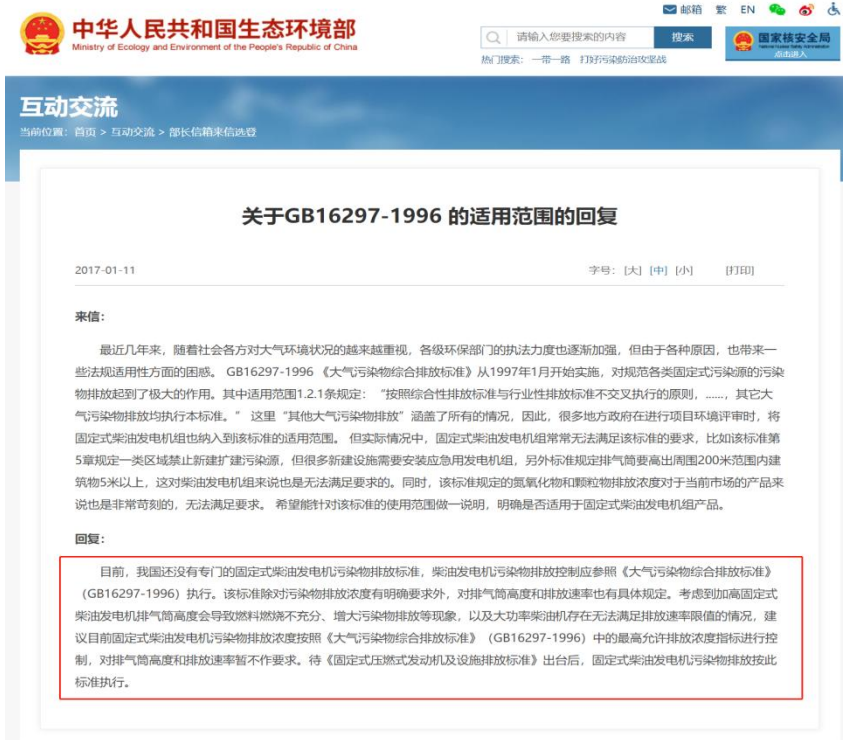 邮箱 繁 EN
中华人民共和国生态环境部
Ministry of Ecology and Environment of the People's Republic of China
请输入您要搜索的内容 搜索
国家核安全局
点击进入
热门搜索： 一带一路 打好污染防治攻坚战
互动交流
当前位置：首页 > 互动交流 > 部长信箱来信选登
关于GB16297-1996 的适用范围的回复
2017-01-11 字号：[大] [中] [小] [打印]
来信：
最近几年来，随着社会各方对大气环境状况的越来越重视，各级环保部门的执法力度也逐渐加强，但由于各种原因，也带来一
些法规适用性方面的困惑。 GB16297-1996 《大气污染物综合排放标准》从1997年1月开始实施，对规范各类固定式污染源的污染
物排放起到了极大的作用。其中适用范围1.2.1条规定： “按照综合性排放标准与行业性排放标准不交叉执行的原则，......，其它大
气污染物排放均执行本标准。” 这里“其他大气污染物排放”涵盖了所有的情况，因此，很多地方政府在进行项目环境评审时，将
固定式柴油发电机组也纳入到该标准的适用范围。 但实际情况中，固定式柴油发电机组常常无法满足该标准的要求，比如该标准第
5章规定一类区域禁止新建扩建污染源，但很多新建设施需要安装应急用发电机组，另外标准规定排气筒要高出周围200米范围内建
筑物5米以上，这对柴油发电机组来说也是无法满足要求的。同时，该标准规定的氮氧化物和颗粒物排放浓度对于当前市场的产品来
说也是非常苛刻的，无法满足要求。 希望能针对该标准的使用范围做一说明，明确是否适用于固定式柴油发电机组产品。
回复：
目前，我国还没有专门的固定式柴油发电机污染物排放标准，柴油发电机污染物排放控制应参照《大气污染物综合排放标准》
（GB16297-1996）执行。该标准除对污染物排放浓度有明确要求外，对排气筒高度和排放速率也有具体规定。考虑到加高固定式
柴油发电机排气筒高度会导致燃料燃烧不充分、增大污染物排放等现象，以及大功率柴油机存在无法满足排放速率限值的情况，建
议目前固定式柴油发电机污染物排放浓度按照《大气污染物综合排放标准》（GB16297-1996）中的最高允许排放浓度指标进行控
制，对排气筒高度和排放速率暂不作要求。待《固定式压燃式发动机及设施排放标准》出台后，固定式柴油发电机污染物排放按此
标准执行。